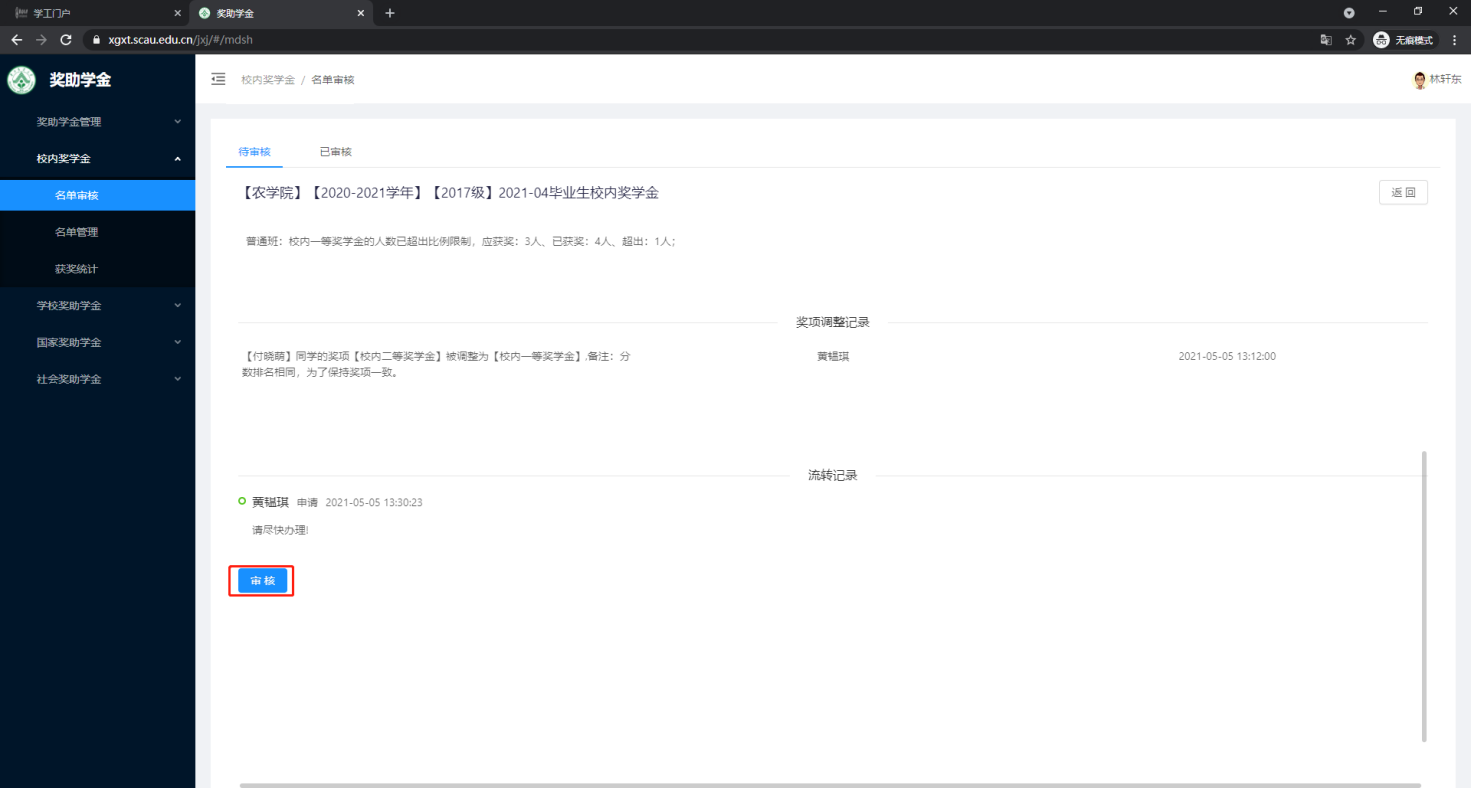 学工门户
奖助学金
xgxt.scau.edu.cn/jxj/#/mdsh
无痕模式
奖助学金
校内奖学金 / 名单审核
林轩东
奖助学金管理
校内奖学金
名单审核
名单管理
获奖统计
学校奖助学金
国家奖助学金
社会奖助学金
待审核
已审核
【农学院】【2020-2021学年】【2017级】2021-04毕业生校内奖学金
返 回
普通班：校内一等奖学金的人数已超出比例限制，应获奖：3人、已获奖：4人、超出：1人；
奖项调整记录
【付晓萌】同学的奖项【校内二等奖学金】被调整为【校内一等奖学金】,备注：分
数排名相同，为了保持奖项一致。
黄韫琪
2021-05-05 13:12:00
流转记录
黄韫琪 申请 2021-05-05 13:30:23
请尽快办理!
审 核